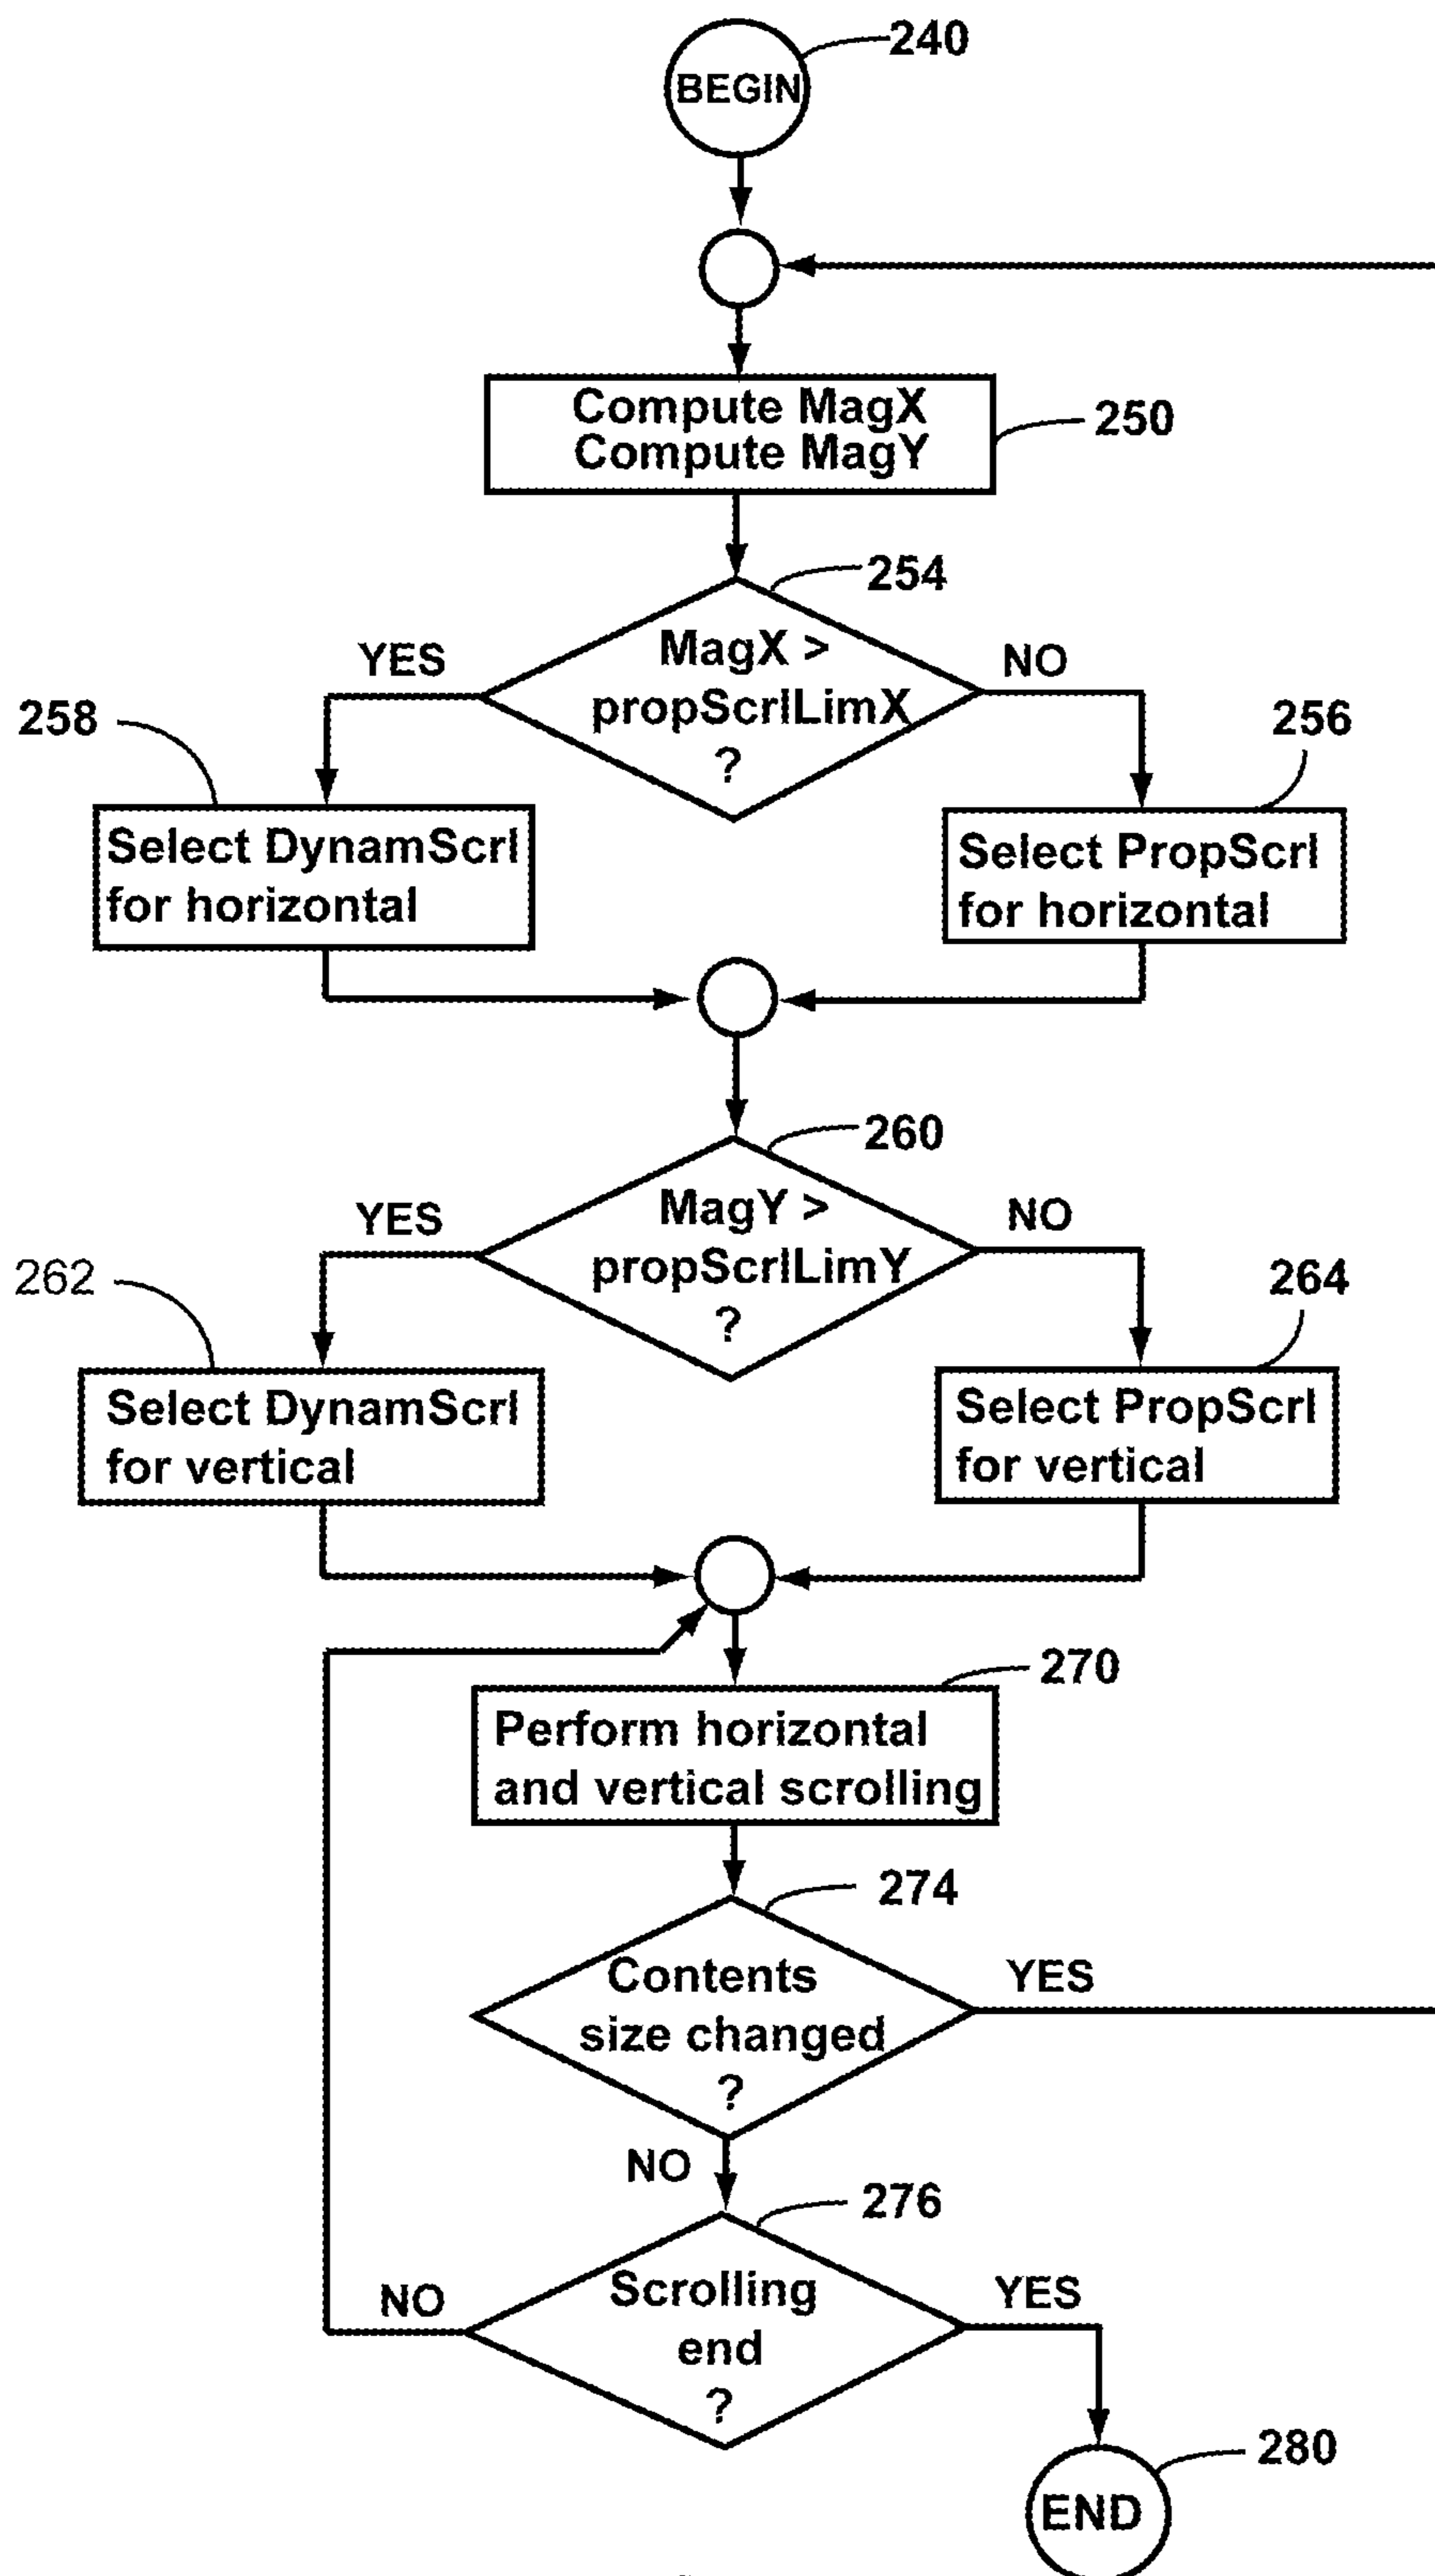 240
BEGIN
Compute MagX
Compute MagY
250
254
MagX >
propScrlLimX
?
YES
NO
258
256
Select DynamScrl
for horizontal
Select PropScrl
for horizontal
260
MagY >
propScrlLimY
?
YES
NO
262
264
Select DynamScrl
for vertical
Select PropScrl
for vertical
270
Perform horizontal
and vertical scrolling
274
Contents
size changed
?
YES
NO
276
Scrolling
end
?
NO
YES
280
END